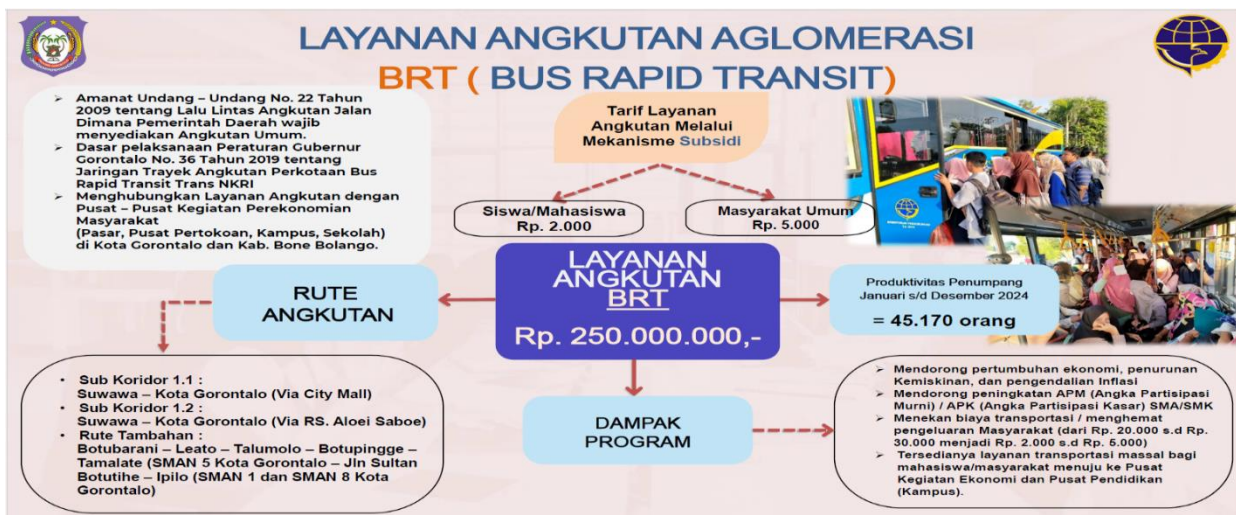 LAYANAN ANGKUTAN AGLOMERASI
BRT ( BUS RAPID TRANSIT)
➢ Amanat Undang – Undang No. 22 Tahun
2009 tentang Lalu Lintas Angkutan Jalan
Dimana Pemerintah Daerah wajib
menyediakan Angkutan Umum.
➢ Dasar pelaksanaan Peraturan Gubernur
Gorontalo No. 36 Tahun 2019 tentang
Jaringan Trayek Angkutan Perkotaan Bus
Rapid Transit Trans NKRI
➢ Menghubungkan Layanan Angkutan dengan
Pusat – Pusat Kegiatan Perekonomian
Masyarakat
(Pasar, Pusat Pertokoan, Kampus, Sekolah)
di Kota Gorontalo dan Kab. Bone Bolango.
Tarif Layanan
Angkutan Melalui
Mekanisme Subsidi
Siswa/Mahasiswa
Rp. 2.000
Masyarakat Umum
Rp. 5.000
LAYANAN
ANGKUTAN
BRT
Rp. 250.000.000,-
RUTE
ANGKUTAN
Produktivitas Penumpang
Januari s/d Desember 2024
= 45.170 orang
• Sub Koridor 1.1 :
Suwawa – Kota Gorontalo (Via City Mall)
• Sub Koridor 1.2 :
Suwawa – Kota Gorontalo (Via RS. Aloei Saboe)
• Rute Tambahan :
Botubarani – Leato – Talumolo – Botupingge –
Tamalate (SMAN 5 Kota Gorontalo – Jln Sultan
Botutihe – Ipilo (SMAN 1 dan SMAN 8 Kota
Gorontalo)
DAMPAK
PROGRAM
➢ Mendorong pertumbuhan ekonomi, penurunan
Kemiskinan, dan pengendalian Inflasi
➢ Mendorong peningkatan APM (Angka Partisipasi
Murni) / APK (Angka Partisipasi Kasar) SMA/SMK
➢ Menekan biaya transportasi / menghemat
pengeluaran Masyarakat (dari Rp. 20.000 s.d Rp.
30.000 menjadi Rp. 2.000 s.d Rp. 5.000)
➢ Tersedianya layanan transportasi massal bagi
mahasiswa/masyarakat menuju ke Pusat
Kegiatan Ekonomi dan Pusat Pendidikan
(Kampus).